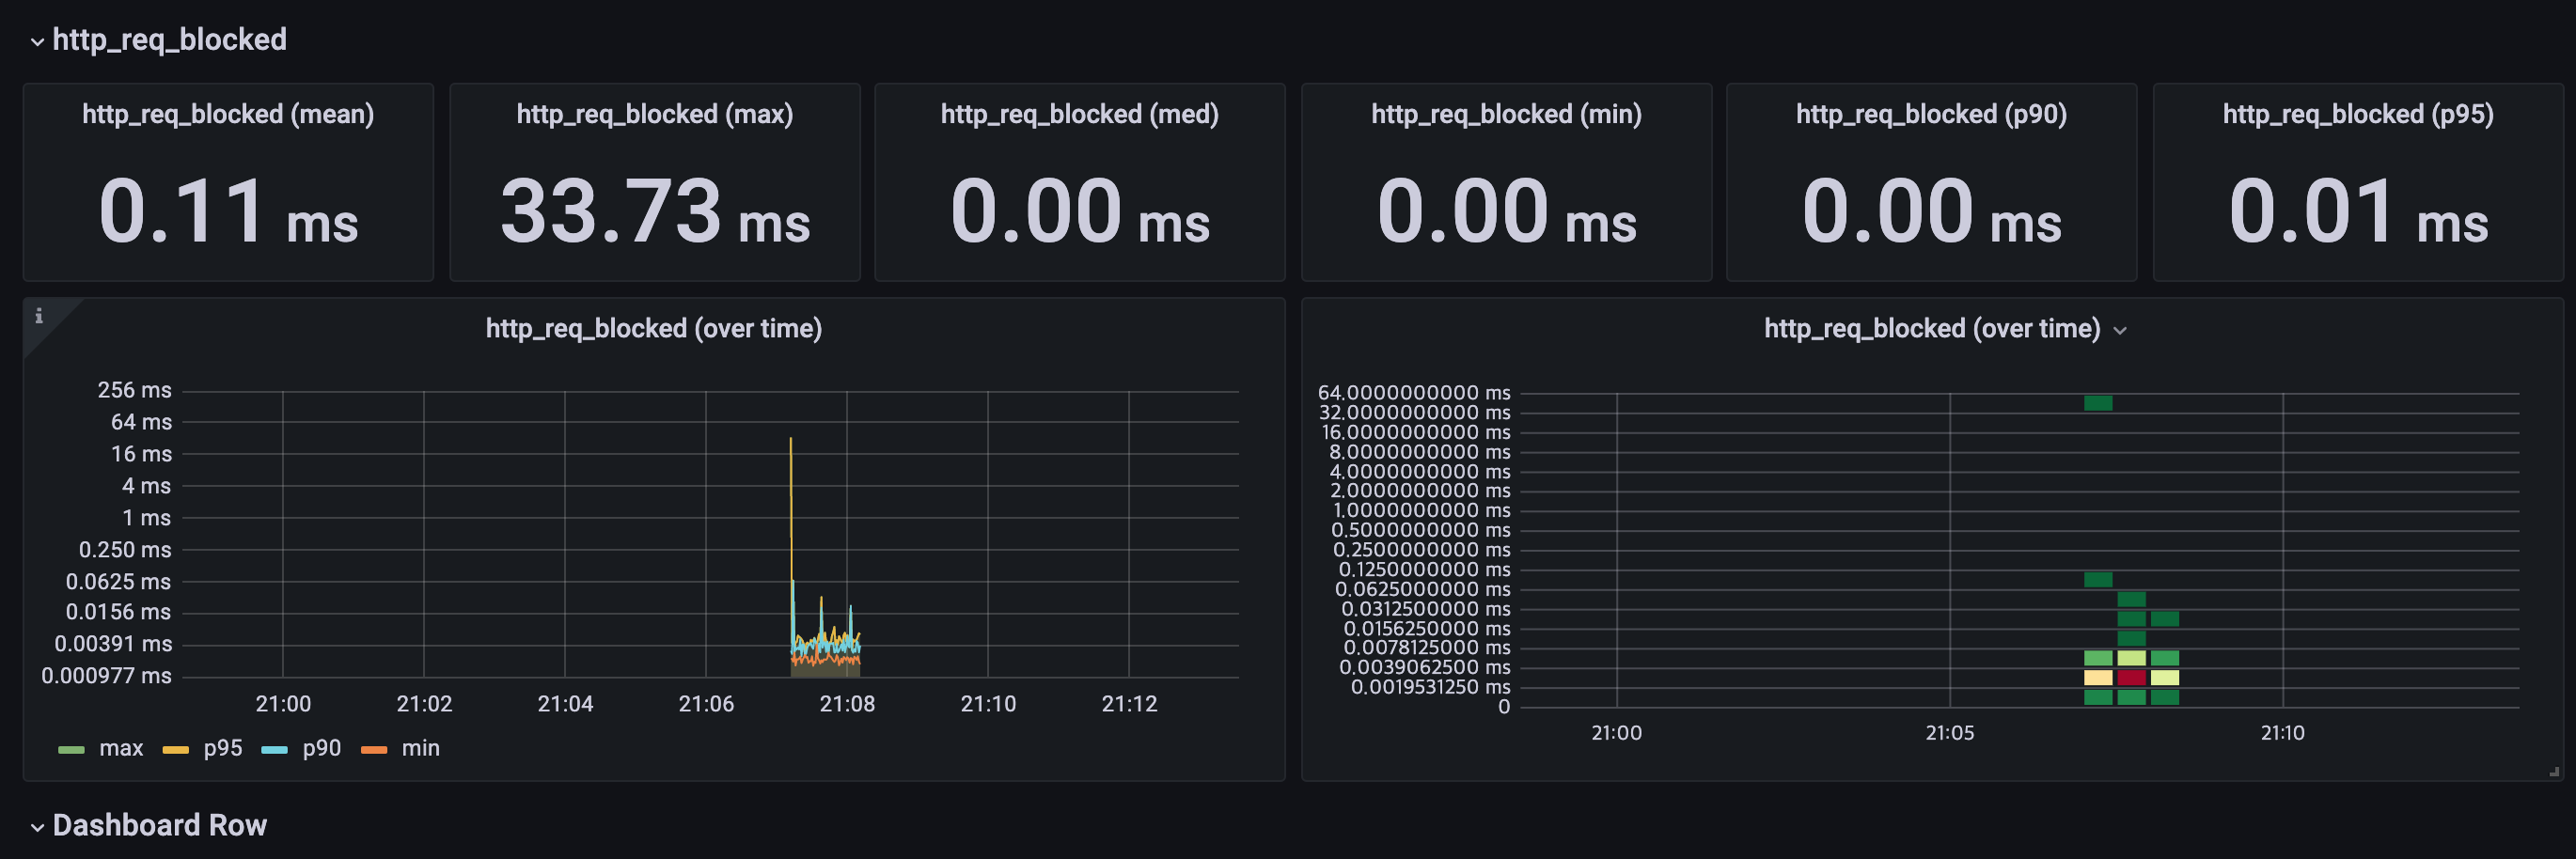 http_req_blocked
http_req_blocked (mean)
0.11 ms
http_req_blocked (max)
33.73 ms
http_req_blocked (med)
0.00 ms
http_req_blocked (min)
0.00 ms
http_req_blocked (p90)
0.00 ms
http_req_blocked (p95)
0.01 ms
i
http_req_blocked (over time)
256 ms
64 ms
16 ms
4 ms
1 ms
0.250 ms
0.0625 ms
0.0156 ms
0.00391 ms
0.000977 ms
21:00 21:02 21:04 21:06 21:08 21:10 21:12
max p95 p90 min
http_req_blocked (over time)
64.0000000000 ms
32.0000000000 ms
16.0000000000 ms
8.0000000000 ms
4.0000000000 ms
2.0000000000 ms
1.0000000000 ms
0.5000000000 ms
0.2500000000 ms
0.1250000000 ms
0.0625000000 ms
0.0312500000 ms
0.0156250000 ms
0.0078125000 ms
0.0039062500 ms
0.0019531250 ms
0
21:00 21:05 21:10
Dashboard Row